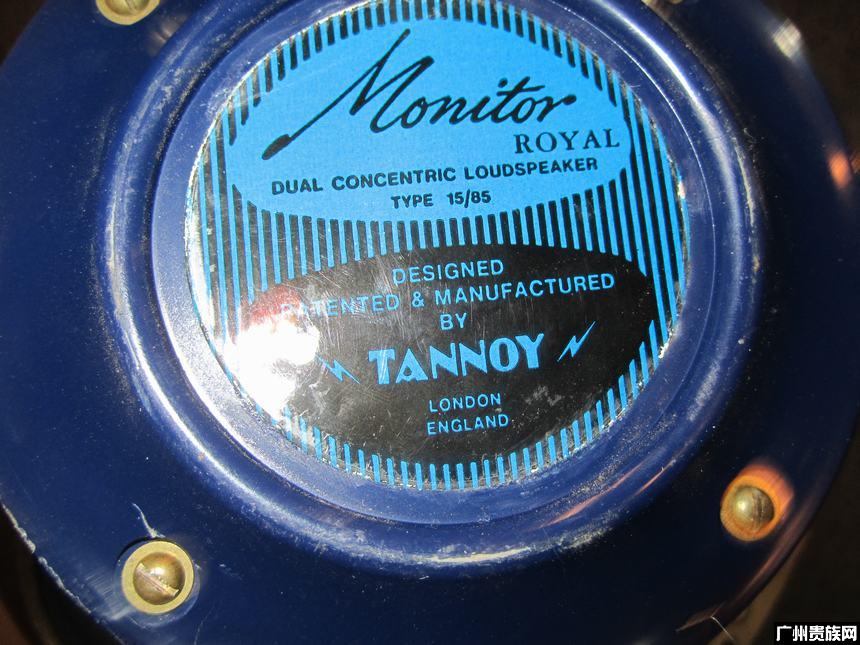 Monitor
ROYAL
DUAL CONCENTRIC LOUDSPEAKER
TYPE 15/85
DESIGNED
PATENTED & MANUFACTURED
BY
TANNOY
LONDON
ENGLAND
广州贵族网